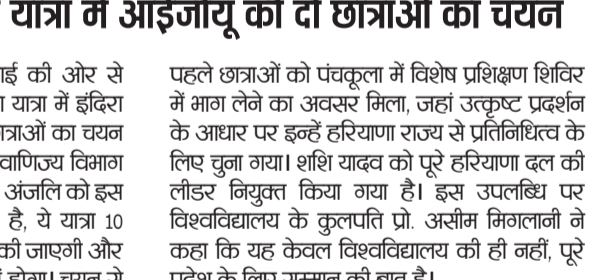 यात्रा में आईजीयू की दो छात्राओं का चयन
की ओर से
यात्रा में इंदिरा
का चयन
वाणिज्य विभाग
अंजलि को इस
है, ये यात्रा 10
की जाएगी और
पहले छात्राओं को पंचकूला में विशेष प्रशिक्षण शिविर
में भाग लेने का अवसर मिला, जहां उत्कृष्ट प्रदर्शन
के आधार पर इन्हें हरियाणा राज्य से प्रतिनिधित्व के
लिए चुना गया। शशि यादव को पूरे हरियाणा दल की
लीडर नियुक्त किया गया है। इस उपलब्धि पर
विश्वविद्यालय के कुलपति प्रो. असीम मिगलानी ने
कहा कि यह केवल विश्वविद्यालय की ही नहीं, पूरे
प्रदेश के लिए सम्मान की बात है।